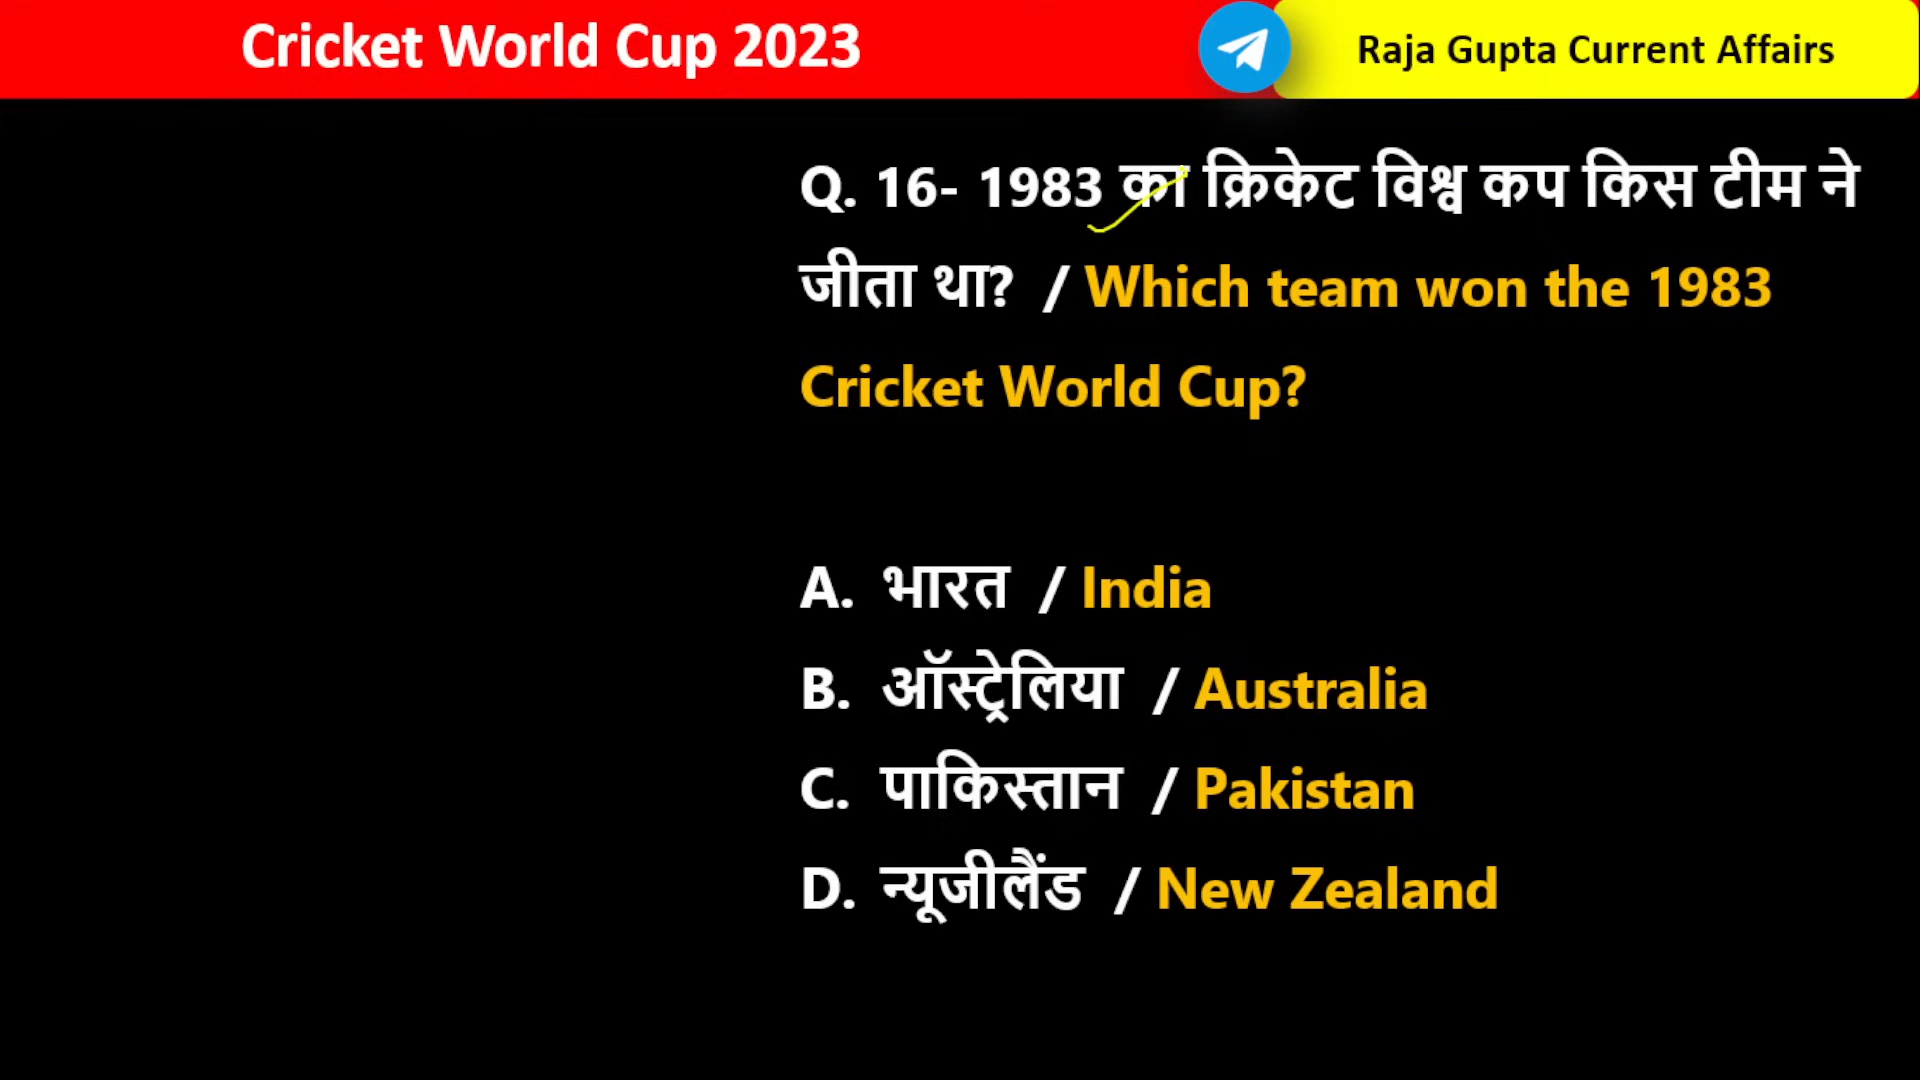 Cricket World Cup 2023
Raja Gupta Current Affairs
Q. 16- 1983 का क्रिकेट विश्व कप किस टीम ने
जीता था? / Which team won the 1983
Cricket World Cup?
A. भारत / India
B. ऑस्ट्रेलिया / Australia
C. पाकिस्तान / Pakistan
D. न्यूजीलैंड / New Zealand